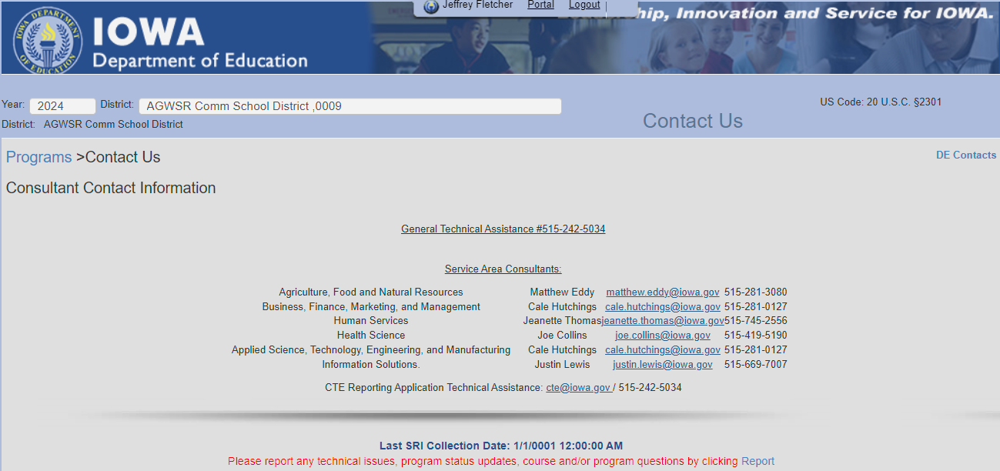 Jeffrey Fletcher Portal Logout
hip, Innovation and Service for IOWA.
IOWA DEPARTMENT OF EDUCATION
IOWA
Department of Education
Year: 2024 District: AGWSR Comm School District ,0009
US Code: 20 U.S.C. §2301
District: AGWSR Comm School District
Contact Us
Programs >Contact Us
DE Contacts
Consultant Contact Information
General Technical Assistance #515-242-5034
Service Area Consultants:
Agriculture, Food and Natural Resources Matthew Eddy matthew.eddy@iowa.gov 515-281-3080
Business, Finance, Marketing, and Management Cale Hutchings cale.hutchings@iowa.gov 515-281-0127
Human Services Jeanette Thomas jeanette.thomas@iowa.gov 515-745-2556
Health Science Joe Collins joe.collins@iowa.gov 515-419-5190
Applied Science, Technology, Engineering, and Manufacturing Cale Hutchings cale.hutchings@iowa.gov 515-281-0127
Information Solutions. Justin Lewis justin.lewis@iowa.gov 515-669-7007
CTE Reporting Application Technical Assistance: cte@iowa.gov / 515-242-5034
Last SRI Collection Date: 1/1/0001 12:00:00 AM
Please report any technical issues, program status updates, course and/or program questions by clicking Report